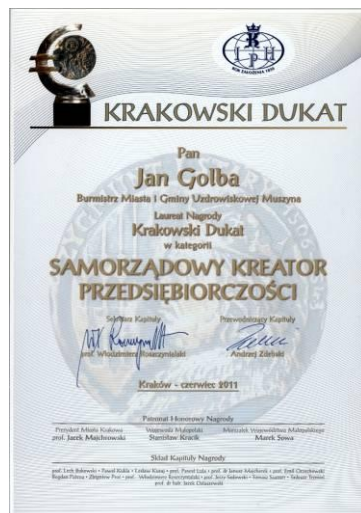 IPH
KRAKOWSKI DUKAT
Pan
Jan Golba
Burmistrz Miasta i Gminy Uzdrowiskowej Muszyna
Laureat Nagrody
Krakowski Dukat
w kategorii
SAMORZĄDOWY KREATOR
PRZEDSIĘBIORCZOŚCI
Sekretarz Kapituły
Przewodniczący Kapituły
prof. Włodzimierz Roszczynialski
Andrzej Zdebski
Kraków - czerwiec 2011
Patronat Honorowy Nagrody
Prezydent Miasta Krakowa
Wojewoda Małopolski
Marszałek Województwa Małopolskiego
prof. Jacek Majchrowski
Stanisław Kracik
Marek Sowa
Skład Kapituły Nagrody